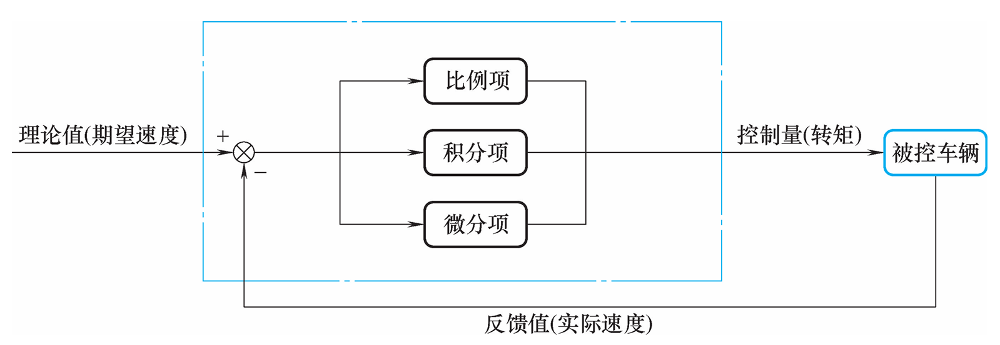 比例项
理论值(期望速度)
+
控制量(转矩)
积分项
被控车辆
−
微分项
反馈值(实际速度)